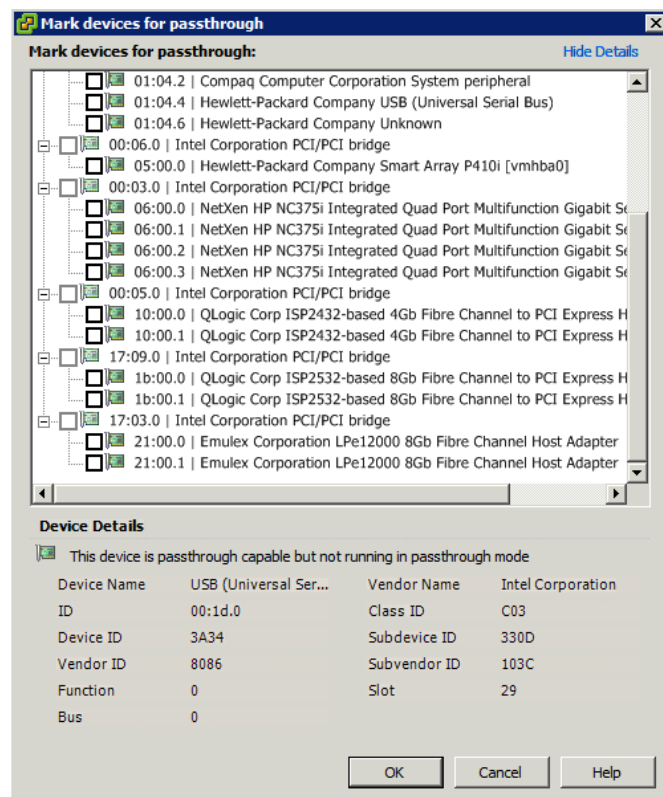 Mark devices for passthrough
Mark devices for passthrough: Hide Details
01:04.2 | Compaq Computer Corporation System peripheral
01:04.4 | Hewlett-Packard Company USB (Universal Serial Bus)
01:04.6 | Hewlett-Packard Company Unknown
00:06.0 | Intel Corporation PCI/PCI bridge
05:00.0 | Hewlett-Packard Company Smart Array P410i [vmhba0]
00:03.0 | Intel Corporation PCI/PCI bridge
06:00.0 | NetXen HP NC375i Integrated Quad Port Multifunction Gigabit Se
06:00.1 | NetXen HP NC375i Integrated Quad Port Multifunction Gigabit Se
06:00.2 | NetXen HP NC375i Integrated Quad Port Multifunction Gigabit Se
06:00.3 | NetXen HP NC375i Integrated Quad Port Multifunction Gigabit Se
00:05.0 | Intel Corporation PCI/PCI bridge
10:00.0 | QLogic Corp ISP2432-based 4Gb Fibre Channel to PCI Express H
10:00.1 | QLogic Corp ISP2432-based 4Gb Fibre Channel to PCI Express H
17:09.0 | Intel Corporation PCI/PCI bridge
1b:00.0 | QLogic Corp ISP2532-based 8Gb Fibre Channel to PCI Express H
1b:00.1 | QLogic Corp ISP2532-based 8Gb Fibre Channel to PCI Express H
17:03.0 | Intel Corporation PCI/PCI bridge
21:00.0 | Emulex Corporation LPe12000 8Gb Fibre Channel Host Adapter
21:00.1 | Emulex Corporation LPe12000 8Gb Fibre Channel Host Adapter
Device Details
This device is passthrough capable but not running in passthrough mode
Device Name USB (Universal Ser... Vendor Name Intel Corporation
ID 00:1d.0 Class ID C03
Device ID 3A34 Subdevice ID 330D
Vendor ID 8086 Subvendor ID 103C
Function 0 Slot 29
Bus 0
OK Cancel Help